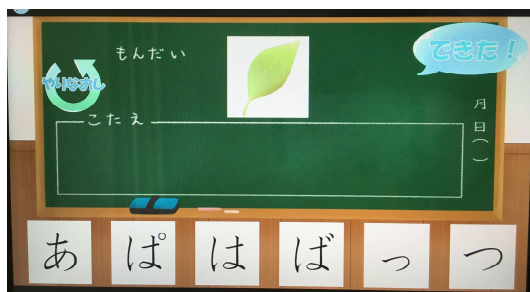 もんだい
できた！
やりなおし
こたえ
月
日
（ ）
あ ぱ は ば っ つ